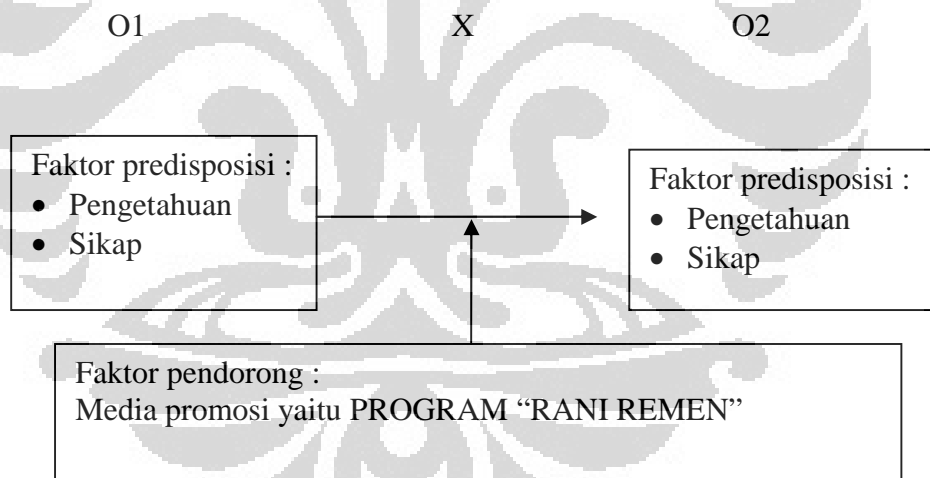 O1 X O2
Faktor predisposisi :
• Pengetahuan
• Sikap
Faktor predisposisi :
• Pengetahuan
• Sikap
Faktor pendorong :
Media promosi yaitu PROGRAM “RANI REMEN”